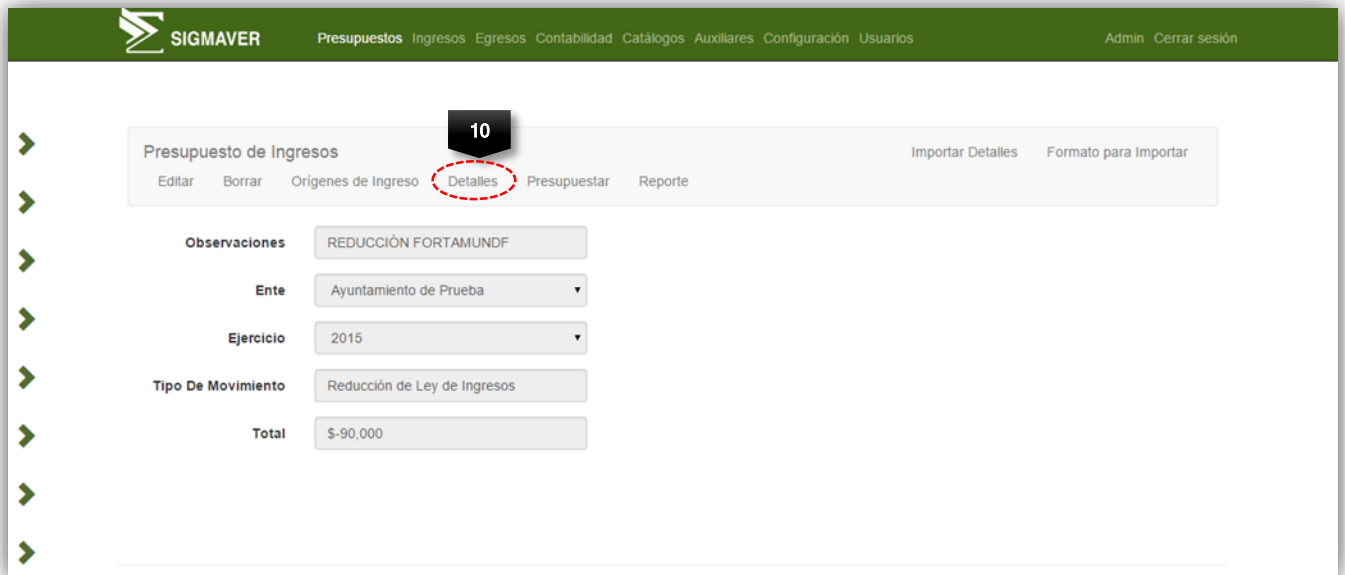 SIGMAVER Presupuestos Ingresos Egresos Contabilidad Catálogos Auxiliares Configuración Usuarios Admin Cerrar sesión
10
Presupuesto de Ingresos Importar Detalles Formato para Importar
Editar Borrar Orígenes de Ingreso Detalles Presupuestar Reporte
Observaciones REDUCCIÓN FORTAMUNDF
Ente Ayuntamiento de Prueba
Ejercicio 2015
Tipo De Movimiento Reducción de Ley de Ingresos
Total $-90,000